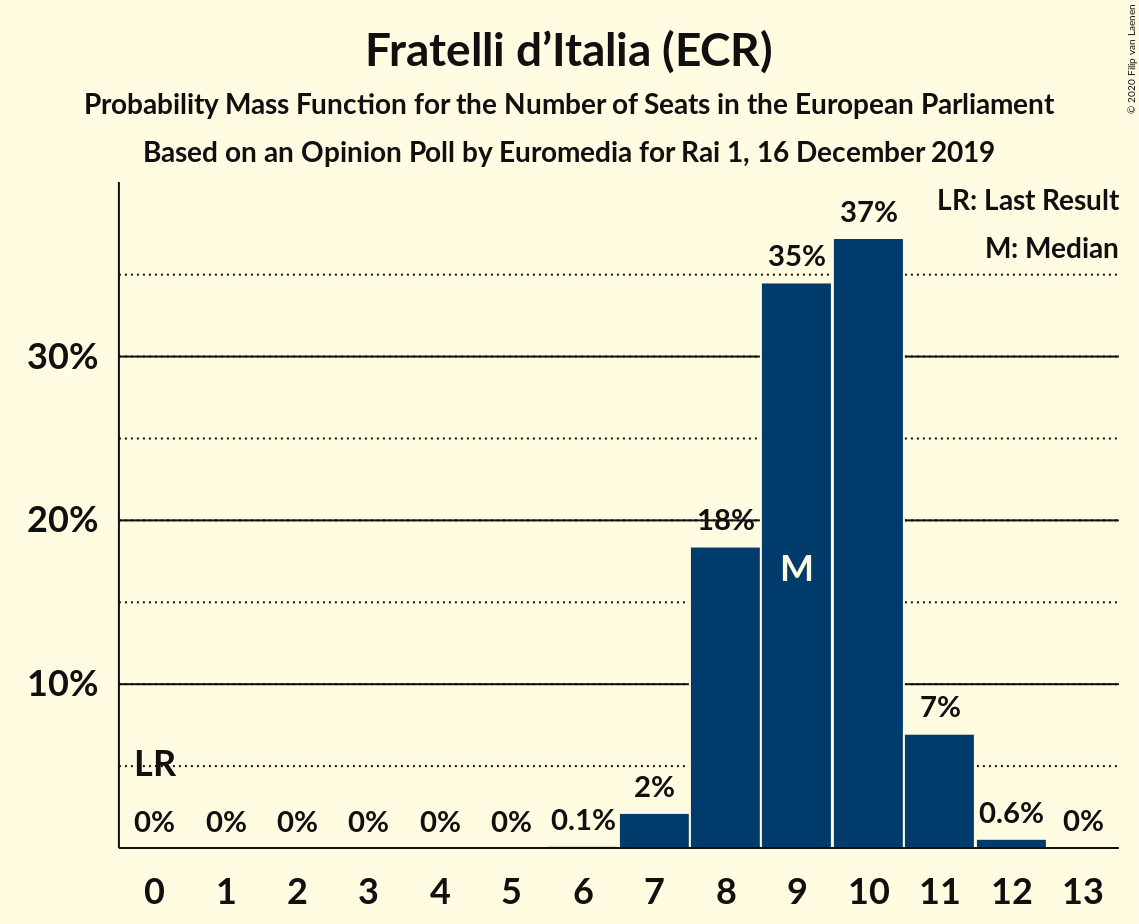 Fratelli d’Italia (ECR)
Probability Mass Function for the Number of Seats in the European Parliament
Based on an Opinion Poll by Euromedia for Rai 1, 16 December 2019
© 2020 Filip van Laenen
LR: Last Result
M: Median
37%
35%
30%
20%
18%
M
10%
7%
LR
2%
0% 0% 0% 0% 0% 0% 0.1% 0.6% 0%
0 1 2 3 4 5 6 7 8 9 10 11 12 13